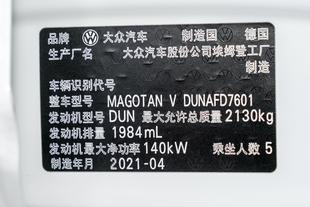 品牌 大众汽车 制造国 德国
生产厂名 大众汽车股份公司埃姆登工厂
制造
车辆识别代号
整车型号 MAGOTAN V DUNAFD7601
发动机型号 DUN 最大允许总质量 2130kg
发动机排量 1984mL
发动机最大净功率 140kW 乘坐人数 5
制造年月 2021-04